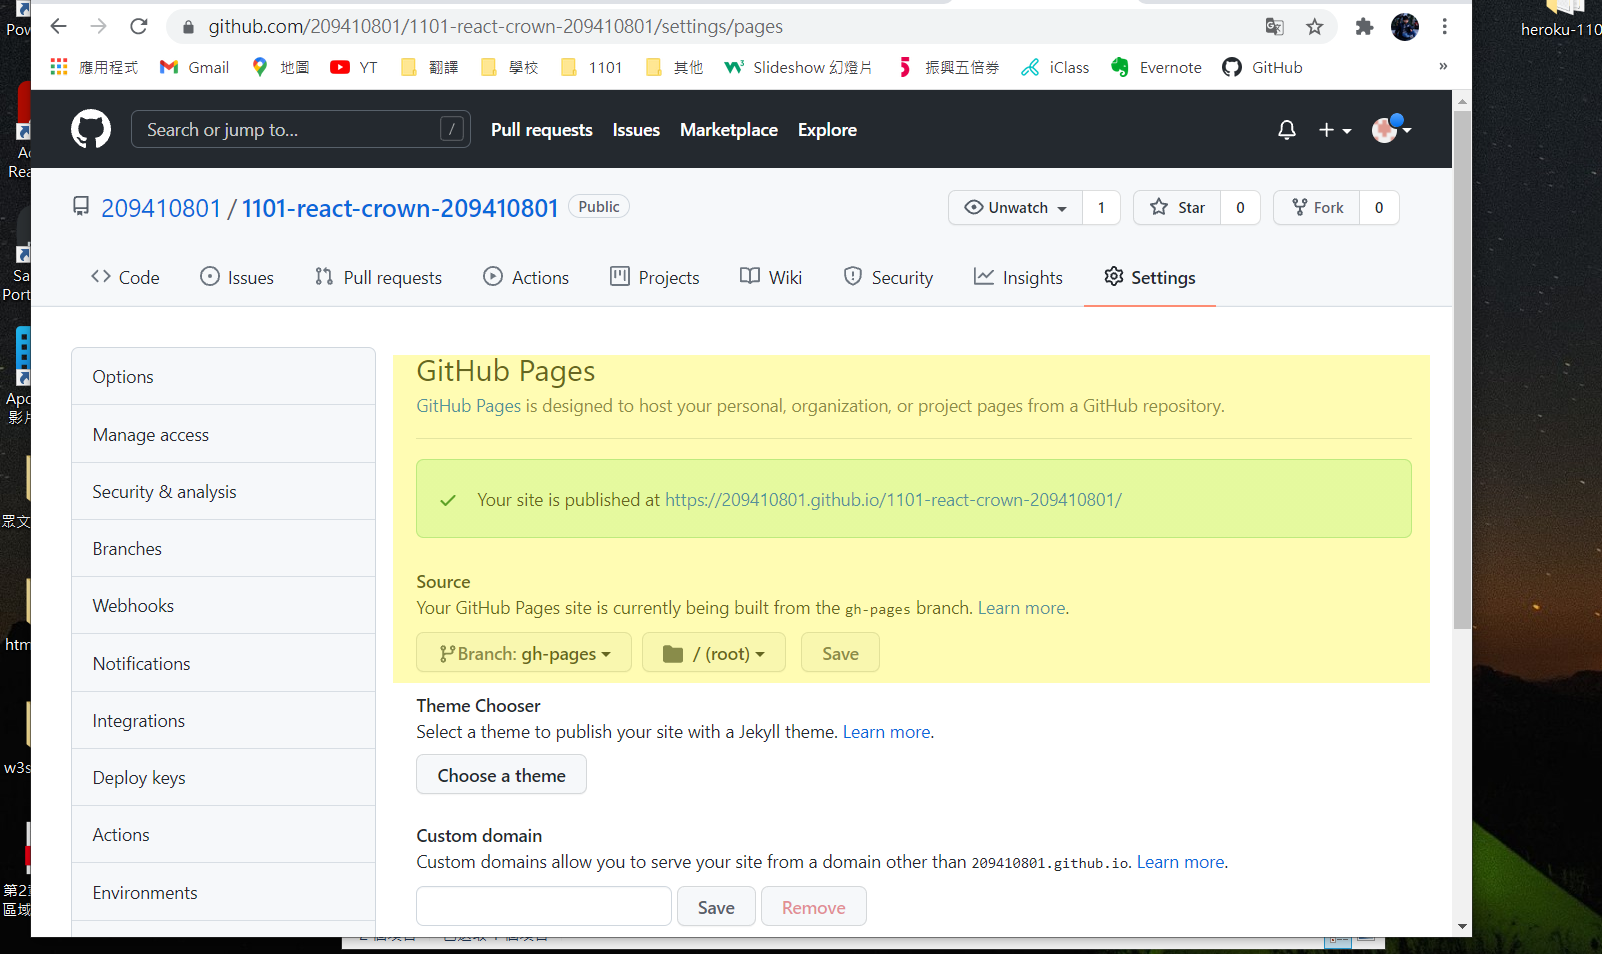 github.com/209410801/1101-react-crown-209410801/settings/pages
heroku-110
應用程式 Gmail 地圖 YT 翻譯 學校 1101 其他 Slideshow 幻燈片 振興五倍券 iClass Evernote GitHub »
Search or jump to... / Pull requests Issues Marketplace Explore
209410801 / 1101-react-crown-209410801 Public
Unwatch 1 Star 0 Fork 0
Code Issues Pull requests Actions Projects Wiki Security Insights Settings
Options
Manage access
Security & analysis
Branches
Webhooks
Notifications
Integrations
Deploy keys
Actions
Environments
GitHub Pages
GitHub Pages is designed to host your personal, organization, or project pages from a GitHub repository.
Your site is published at https://209410801.github.io/1101-react-crown-209410801/
Source
Your GitHub Pages site is currently being built from the gh-pages branch. Learn more.
Branch: gh-pages / (root) Save
Theme Chooser
Select a theme to publish your site with a Jekyll theme. Learn more.
Choose a theme
Custom domain
Custom domains allow you to serve your site from a domain other than 209410801.github.io. Learn more.
Save Remove